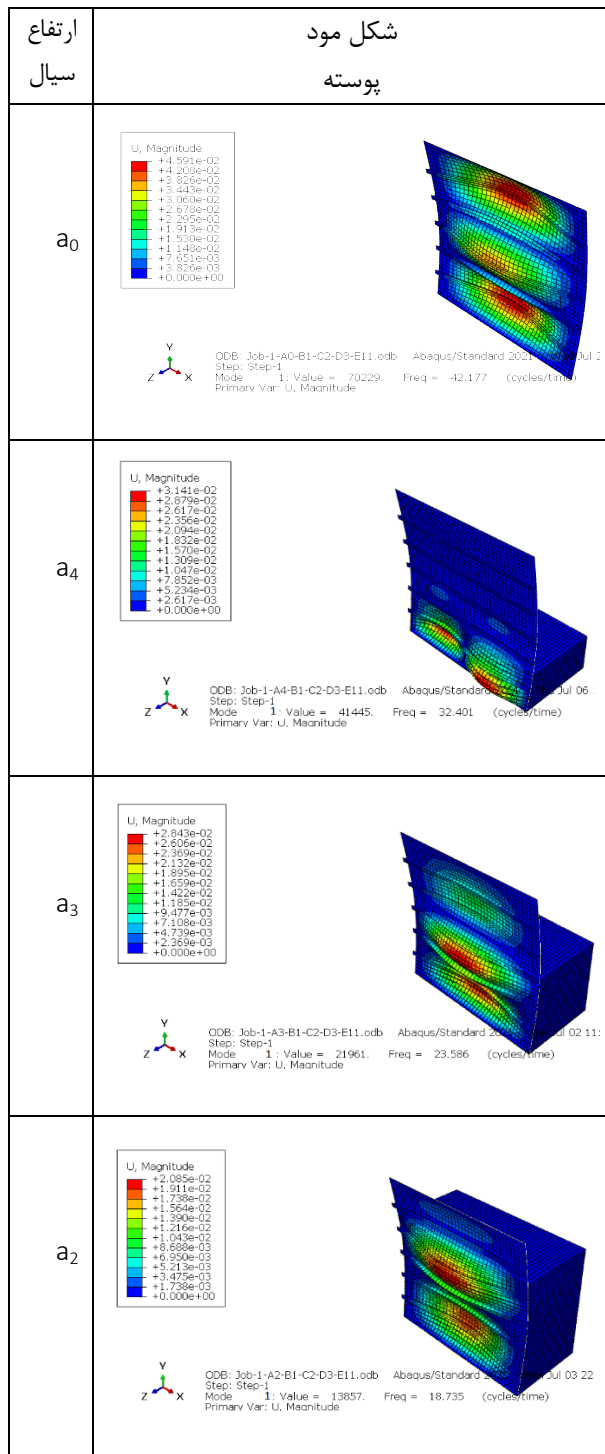 ارتفاع
سیال
شکل مود
پوسته
a0
U, Magnitude
+4.591e-02
+4.208e-02
+3.826e-02
+3.443e-02
+3.060e-02
+2.678e-02
+2.295e-02
+1.913e-02
+1.530e-02
+1.148e-02
+7.651e-03
+3.826e-03
+0.000e+00
Y
Z X
ODB: Job-1-A0-B1-C2-D3-E11.odb Abaqus/Standard 2021 Jul 2
Step: Step-1
Mode 1: Value = 70229. Freq = 42.177 (cycles/time)
Primary Var: U, Magnitude
a4
U, Magnitude
+3.141e-02
+2.879e-02
+2.617e-02
+2.356e-02
+2.094e-02
+1.832e-02
+1.570e-02
+1.309e-02
+1.047e-02
+7.852e-03
+5.234e-03
+2.617e-03
+0.000e+00
Y
Z X
ODB: Job-1-A4-B1-C2-D3-E11.odb Abaqus/Standard Jul 06
Step: Step-1
Mode 1: Value = 41445. Freq = 32.401 (cycles/time)
Primary Var: U, Magnitude
a3
U, Magnitude
+2.843e-02
+2.606e-02
+2.369e-02
+2.132e-02
+1.895e-02
+1.659e-02
+1.422e-02
+1.185e-02
+9.477e-03
+7.108e-03
+4.739e-03
+2.369e-03
+0.000e+00
Y
Z X
ODB: Job-1-A3-B1-C2-D3-E11.odb Abaqus/Standard Jul 02 11:
Step: Step-1
Mode 1: Value = 21961. Freq = 23.586 (cycles/time)
Primary Var: U, Magnitude
a2
U, Magnitude
+2.085e-02
+1.911e-02
+1.738e-02
+1.564e-02
+1.390e-02
+1.216e-02
+1.043e-02
+8.688e-03
+6.950e-03
+5.213e-03
+3.475e-03
+1.738e-03
+0.000e+00
Y
Z X
ODB: Job-1-A2-B1-C2-D3-E11.odb Abaqus/Standard Jul 03 22
Step: Step-1
Mode 1: Value = 13857. Freq = 18.735 (cycles/time)
Primary Var: U, Magnitude